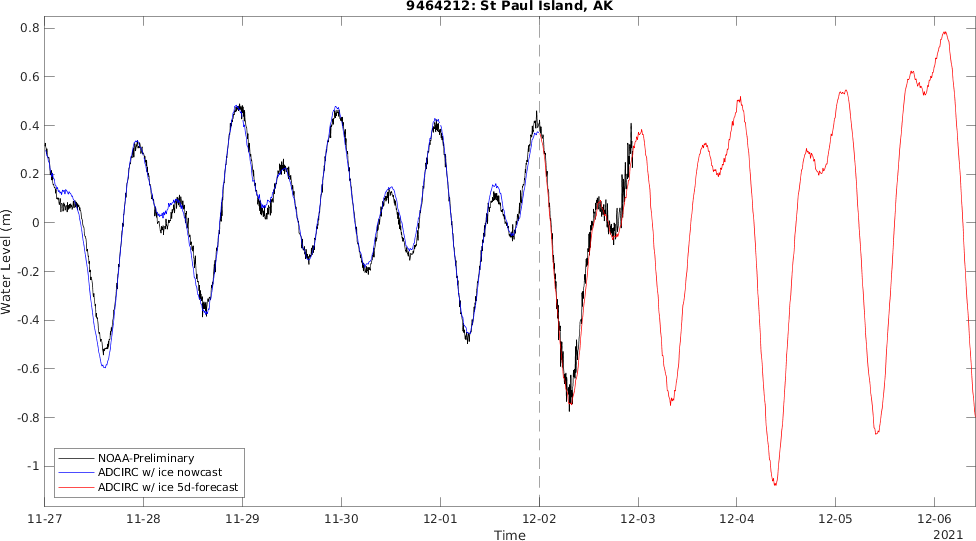 9464212: St Paul Island, AK
Water Level (m)
0.8
0.6
0.4
0.2
0
-0.2
-0.4
-0.6
-0.8
-1
NOAA-Preliminary
ADCIRC w/ ice nowcast
ADCIRC w/ ice 5d-forecast
11-27 11-28 11-29 11-30 12-01 12-02 12-03 12-04 12-05 12-06
Time
2021